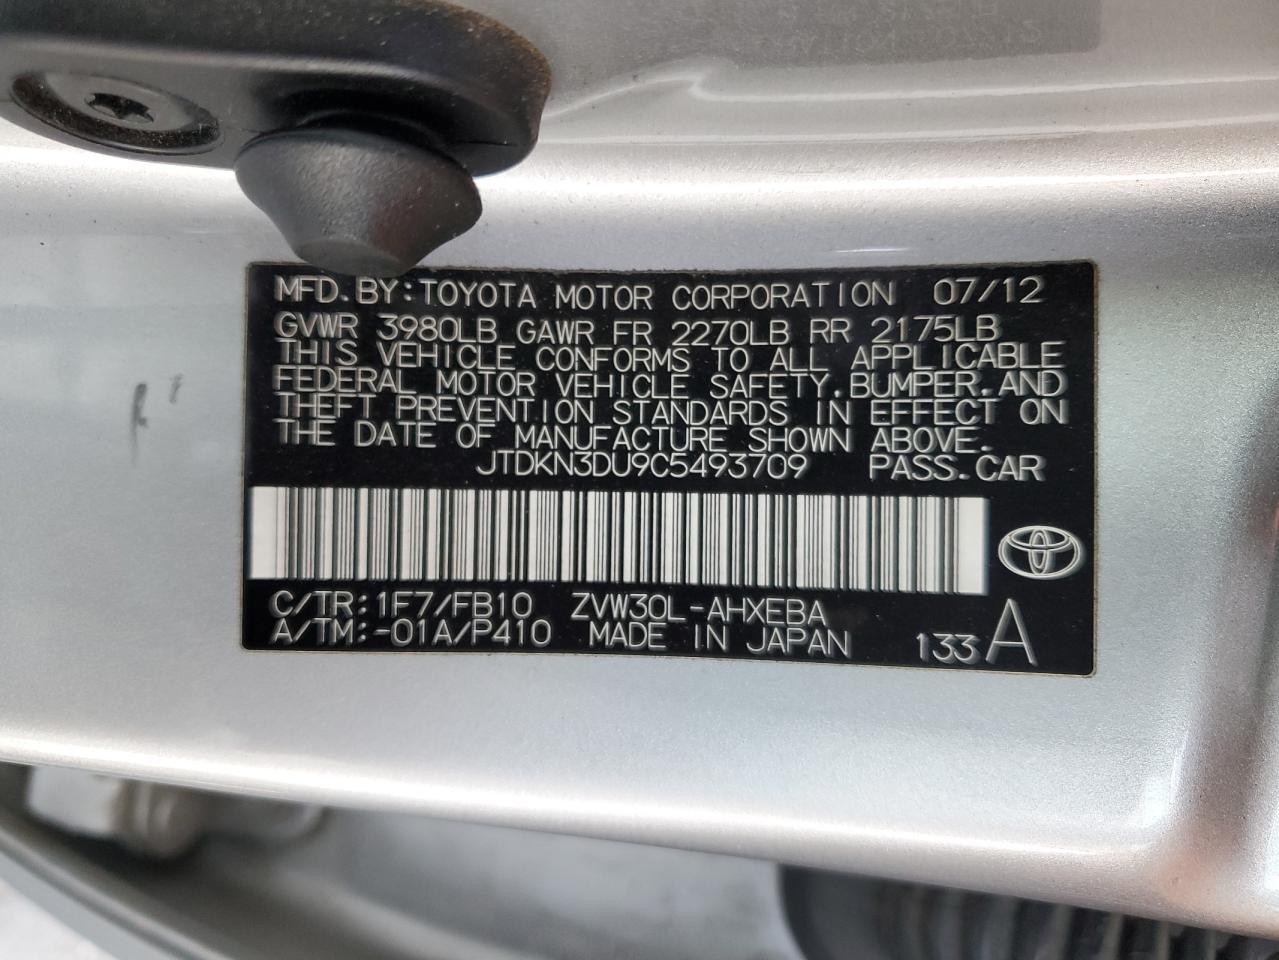 MFD. BY: TOYOTA MOTOR CORPORATION 07/12
GVWR 3980LB GAWR FR 2270LB RR 2175LB
THIS VEHICLE CONFORMS TO ALL APPLICABLE
FEDERAL MOTOR VEHICLE SAFETY, BUMPER, AND
THEFT PREVENTION STANDARDS IN EFFECT ON
THE DATE OF MANUFACTURE SHOWN ABOVE.
JTDKN3DU9C5493709 PASS. CAR
C/TR: 1F7/FB10 ZVW30L-AHXEBA
A/TM: -01A/P410 MADE IN JAPAN 133 A